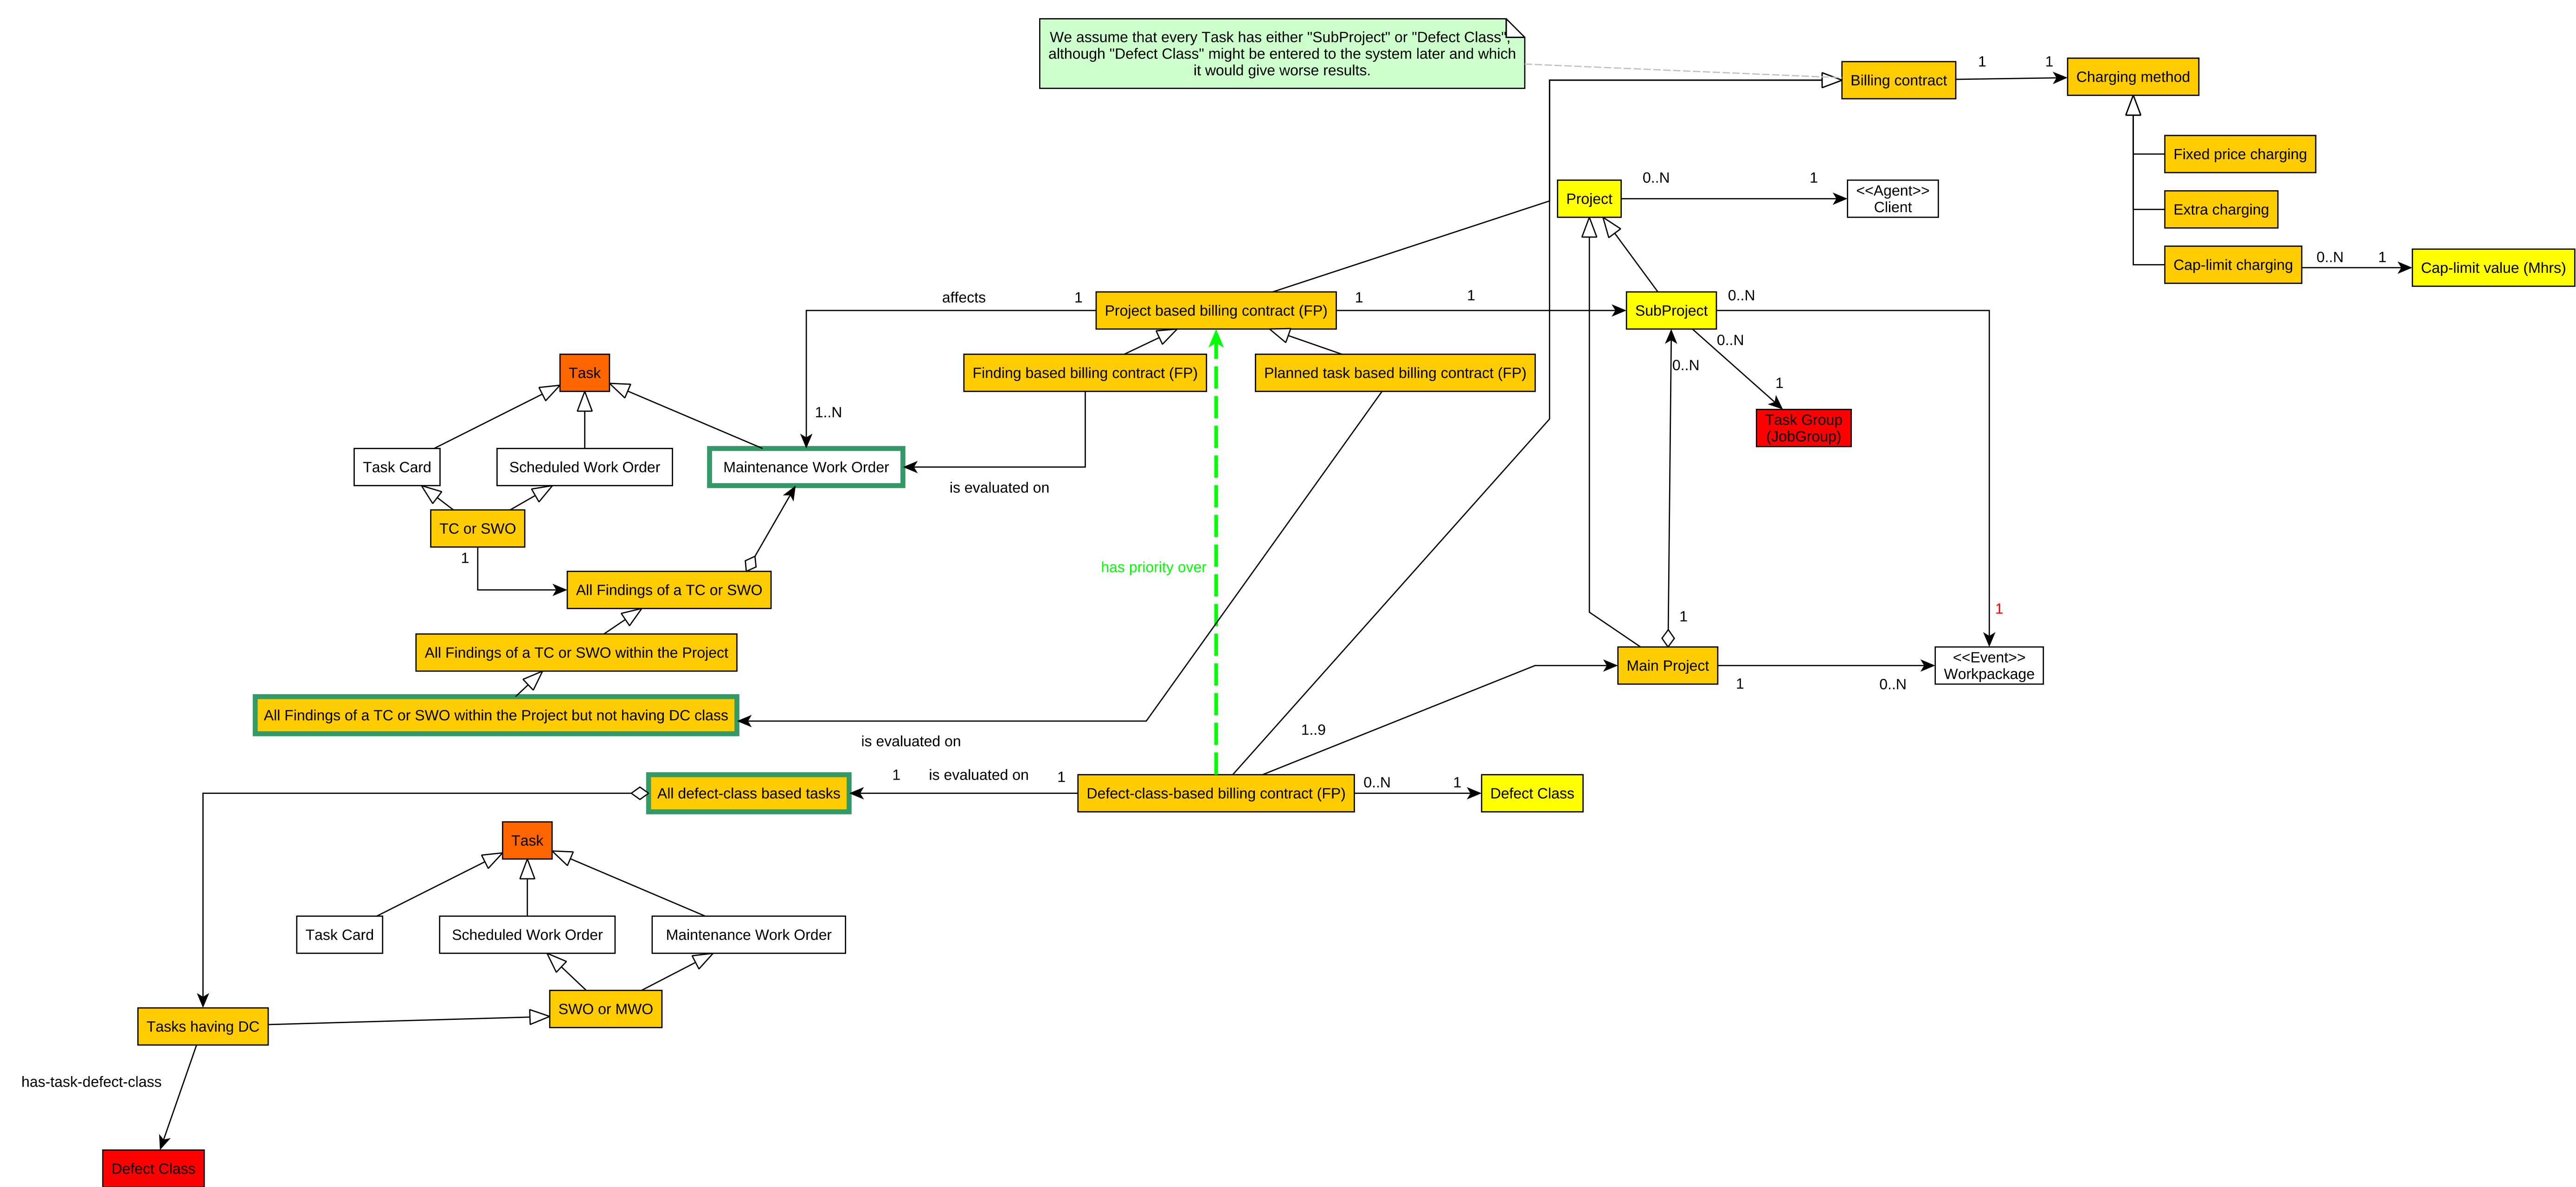 We assume that every Task has either "SubProject" or "Defect Class",
although "Defect Class" might be entered to the system later and which
it would give worse results.
Billing contract
1
1
Charging method
Fixed price charging
Extra charging
Cap-limit charging
0..N
1
Cap-limit value (Mhrs)
Project
0..N
1
<<Agent>>
Client
affects
1
Project based billing contract (FP)
1
1
SubProject
0..N
0..N
1
0..N
Task Group
(JobGroup)
Finding based billing contract (FP)
Planned task based billing contract (FP)
Task
1..N
Task Card
Scheduled Work Order
Maintenance Work Order
is evaluated on
TC or SWO
1
All Findings of a TC or SWO
has priority over
All Findings of a TC or SWO within the Project
1
1
Main Project
1
0..N
<<Event>>
Workpackage
All Findings of a TC or SWO within the Project but not having DC class
is evaluated on
1..9
All defect-class based tasks
1
is evaluated on
1
Defect-class-based billing contract (FP)
0..N
1
Defect Class
Task
Task Card
Scheduled Work Order
Maintenance Work Order
SWO or MWO
Tasks having DC
has-task-defect-class
Defect Class